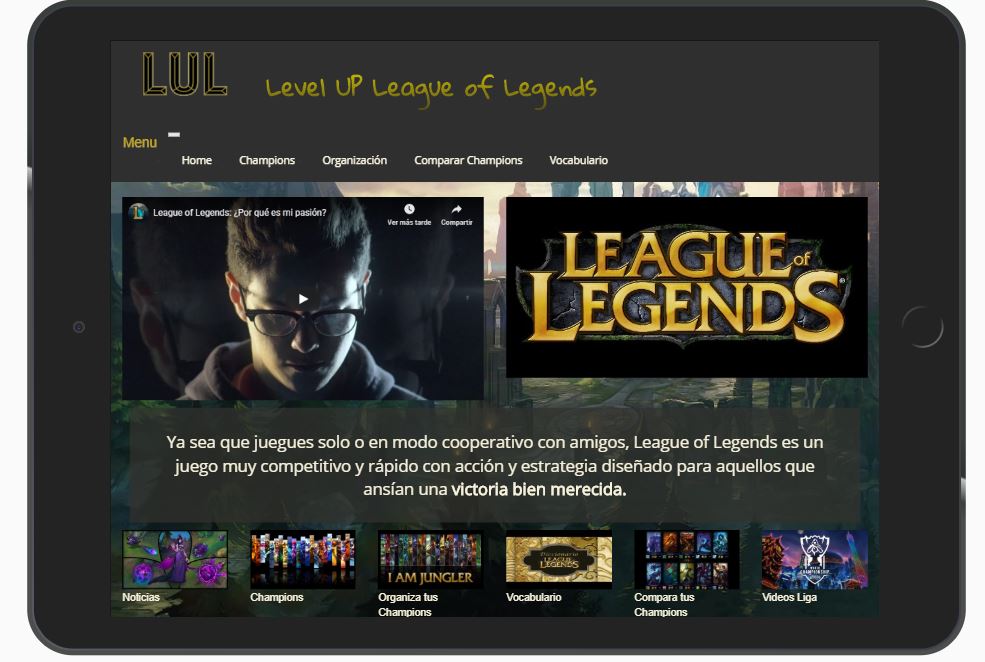 LUL
Level UP League of Legends
Menu
Home Champions Organización Comparar Champions Vocabulario
League of Legends: ¿Por qué es mi pasión?
Ver más tarde Compartir
LEAGUE of
LEGENDS
Ya sea que juegues solo o en modo cooperativo con amigos, League of Legends es un
juego muy competitivo y rápido con acción y estrategia diseñado para aquellos que
ansían una victoria bien merecida.
I AM JUNGLER
Diccionario
LEAGUE of
LEGENDS
CHAMPIONSHIP
Noticias
Champions
Organiza tus
Champions
Vocabulario
Compara tus
Champions
Videos Liga